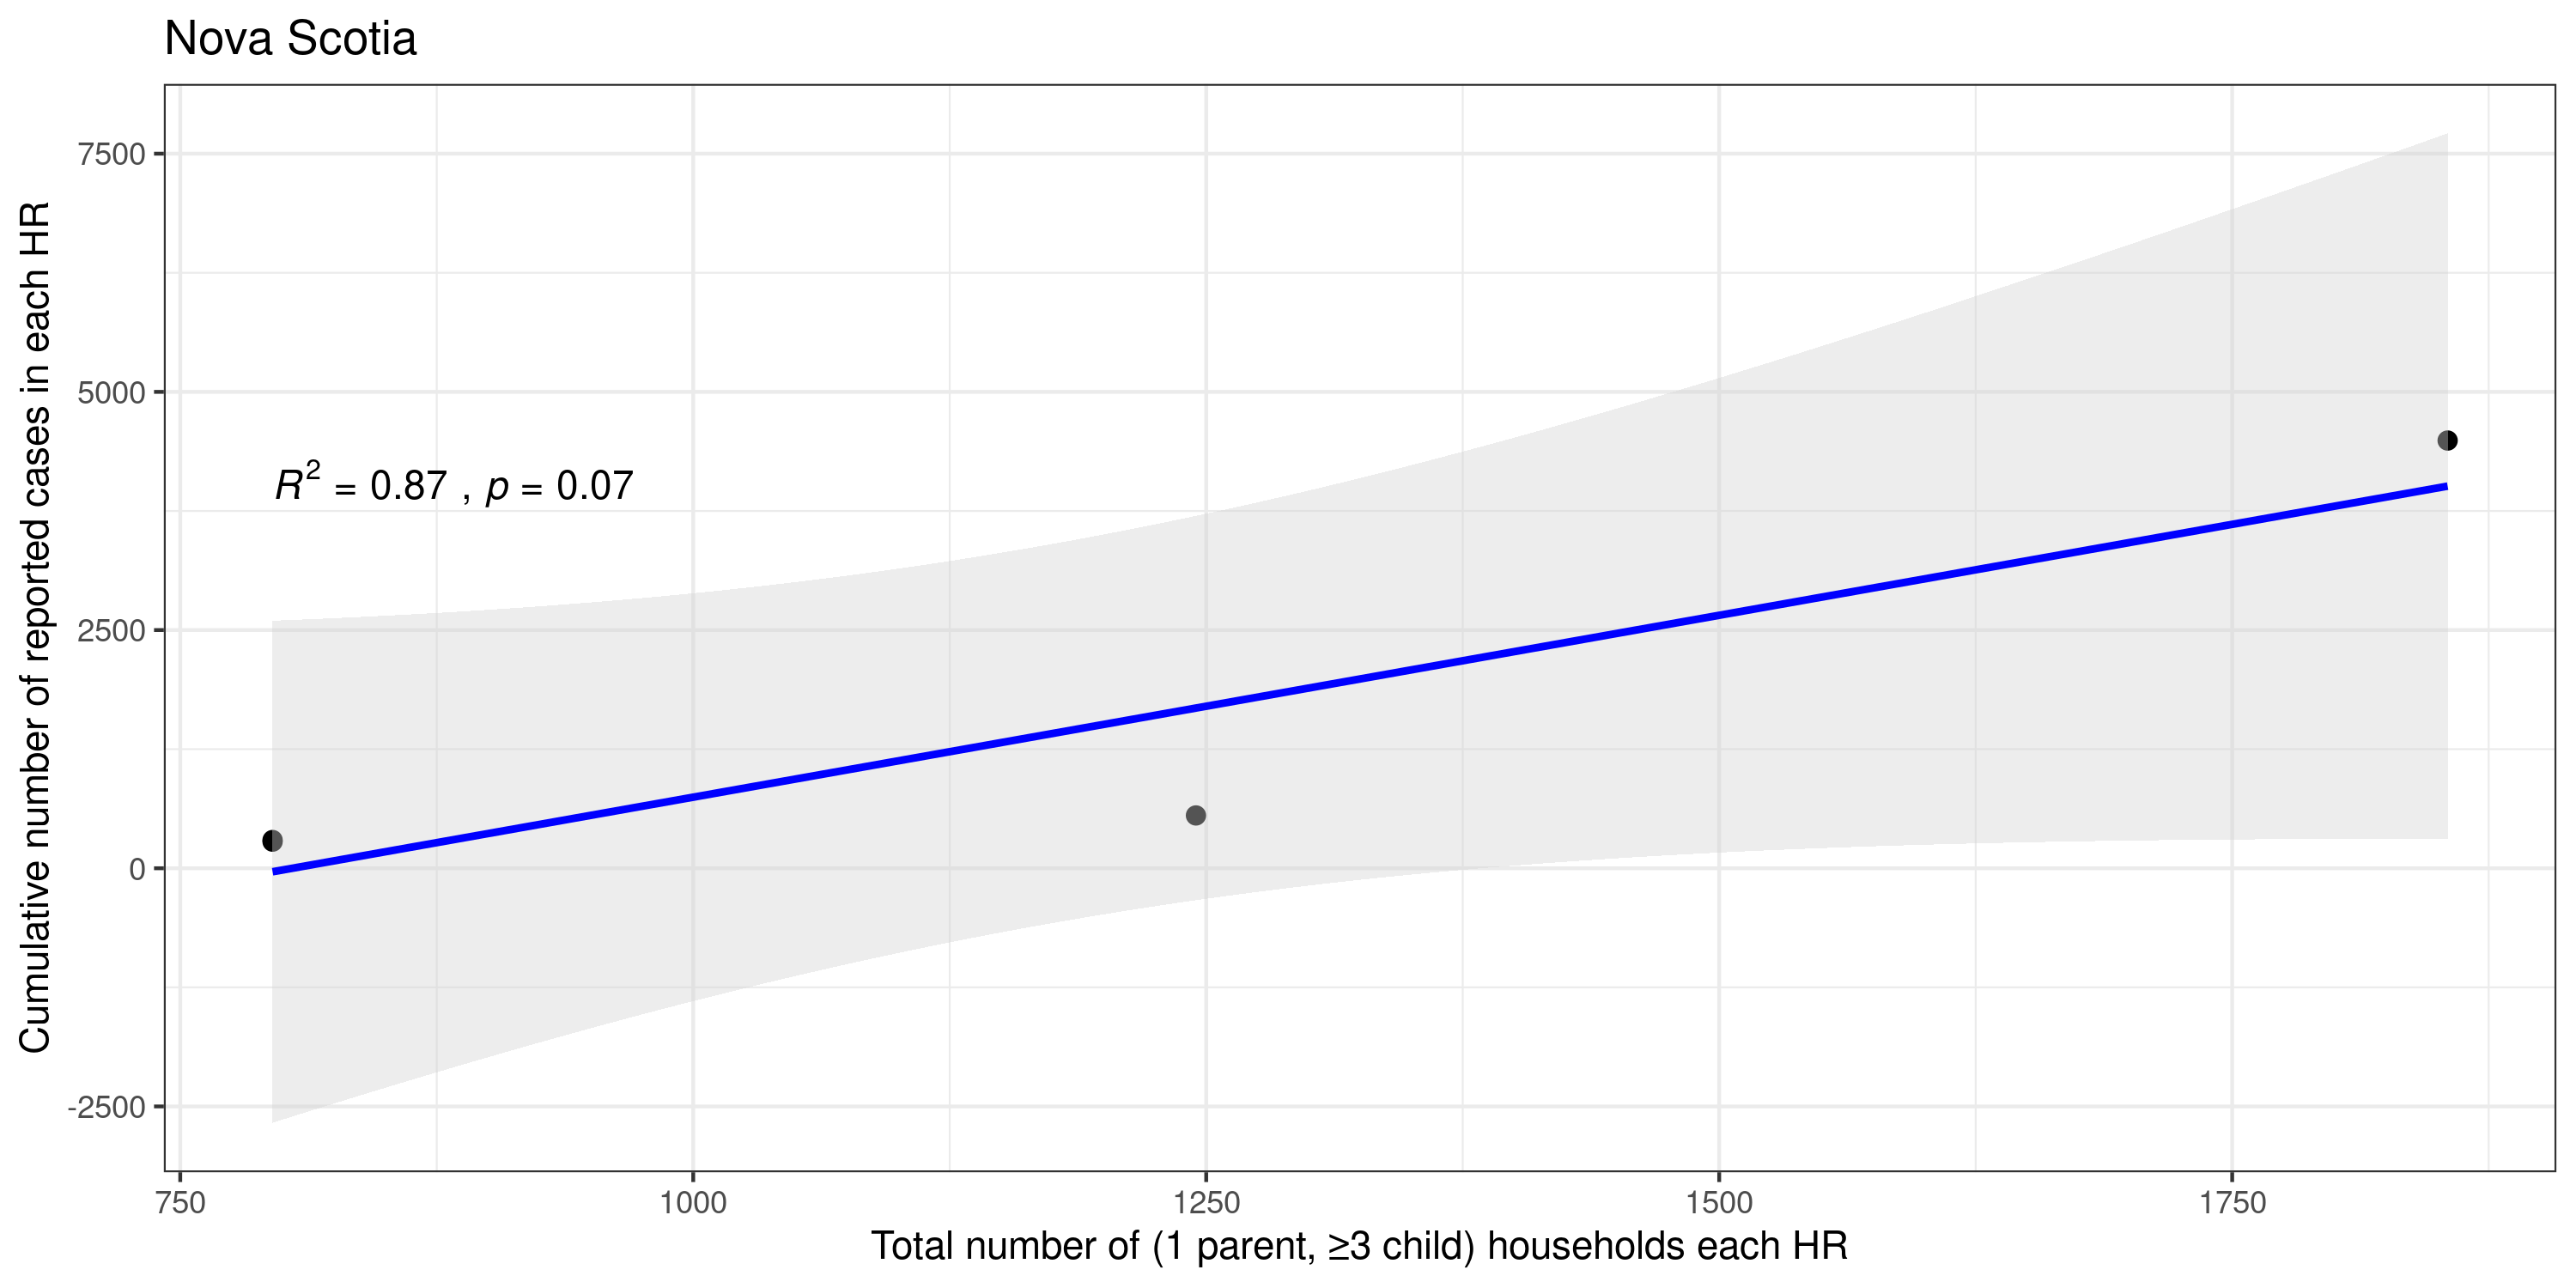 Nova Scotia
Cumulative number of reported cases in each HR
7500
5000
2500
0
-2500
R² = 0.87 , p = 0.07
750
1000
1250
1500
1750
Total number of (1 parent, ≥3 child) households each HR